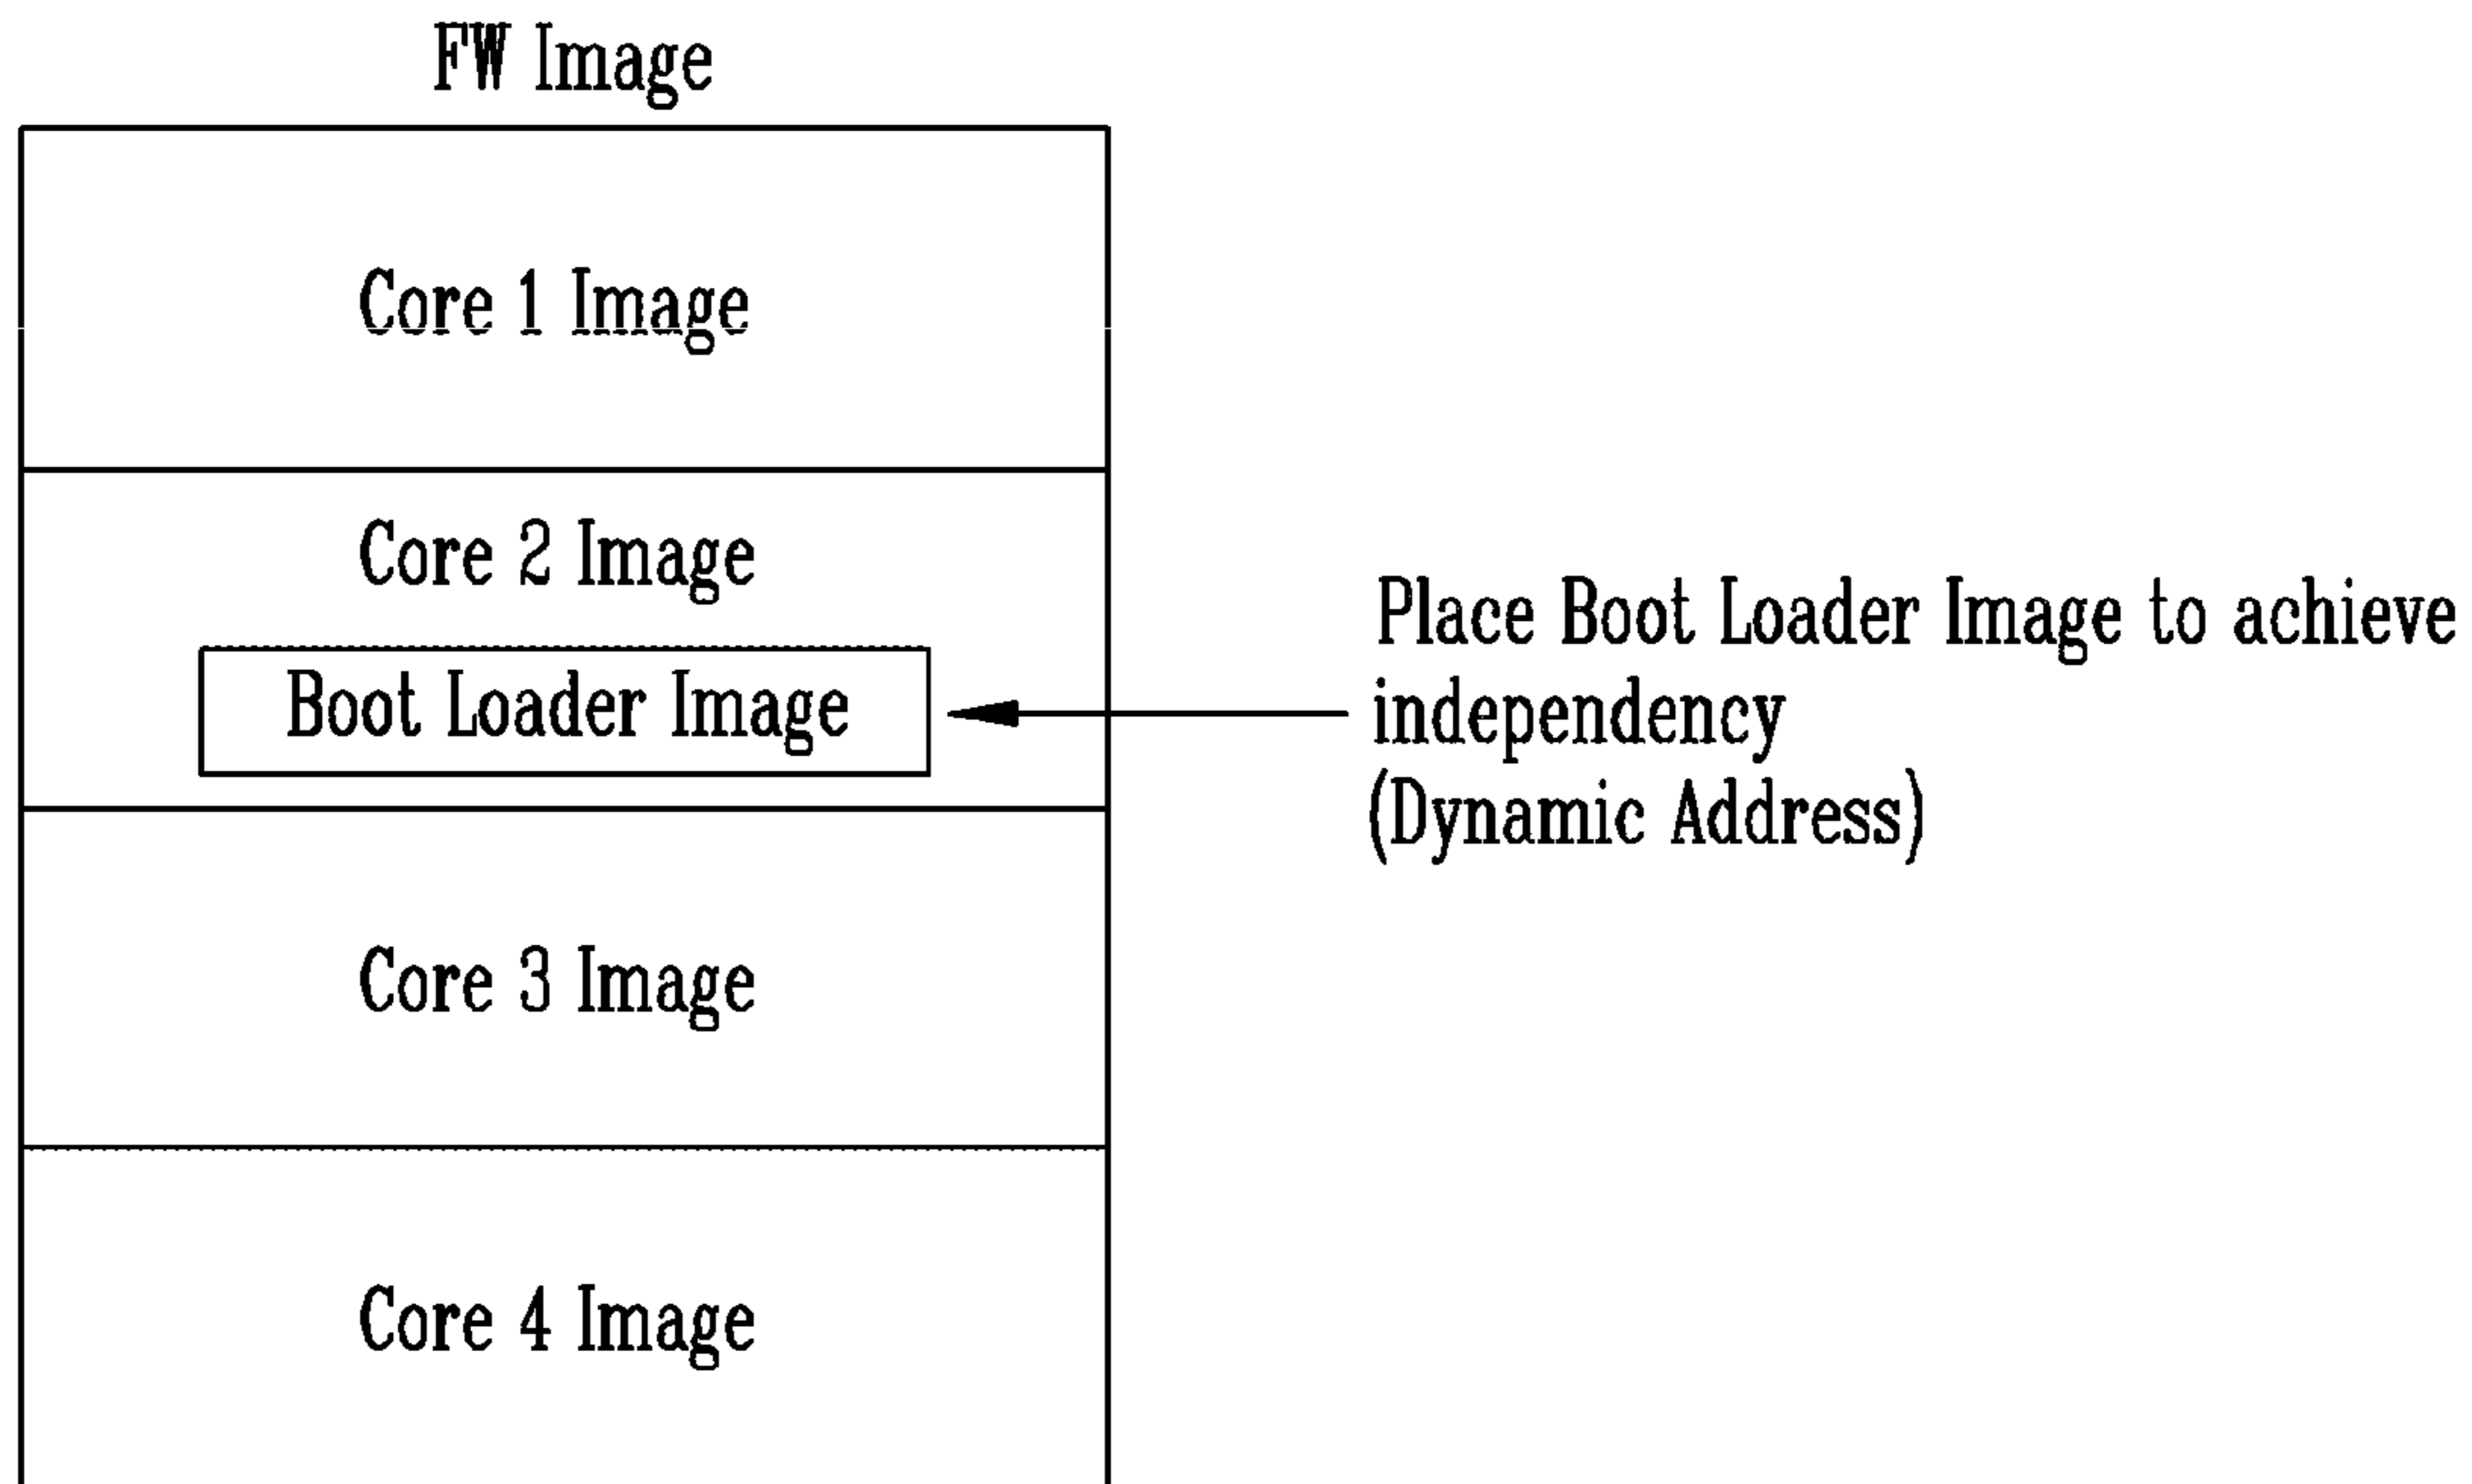 FW Image
Core 1 Image
Core 2 Image
Boot Loader Image
Place Boot Loader Image to achieve
independency
(Dynamic Address)
Core 3 Image
Core 4 Image